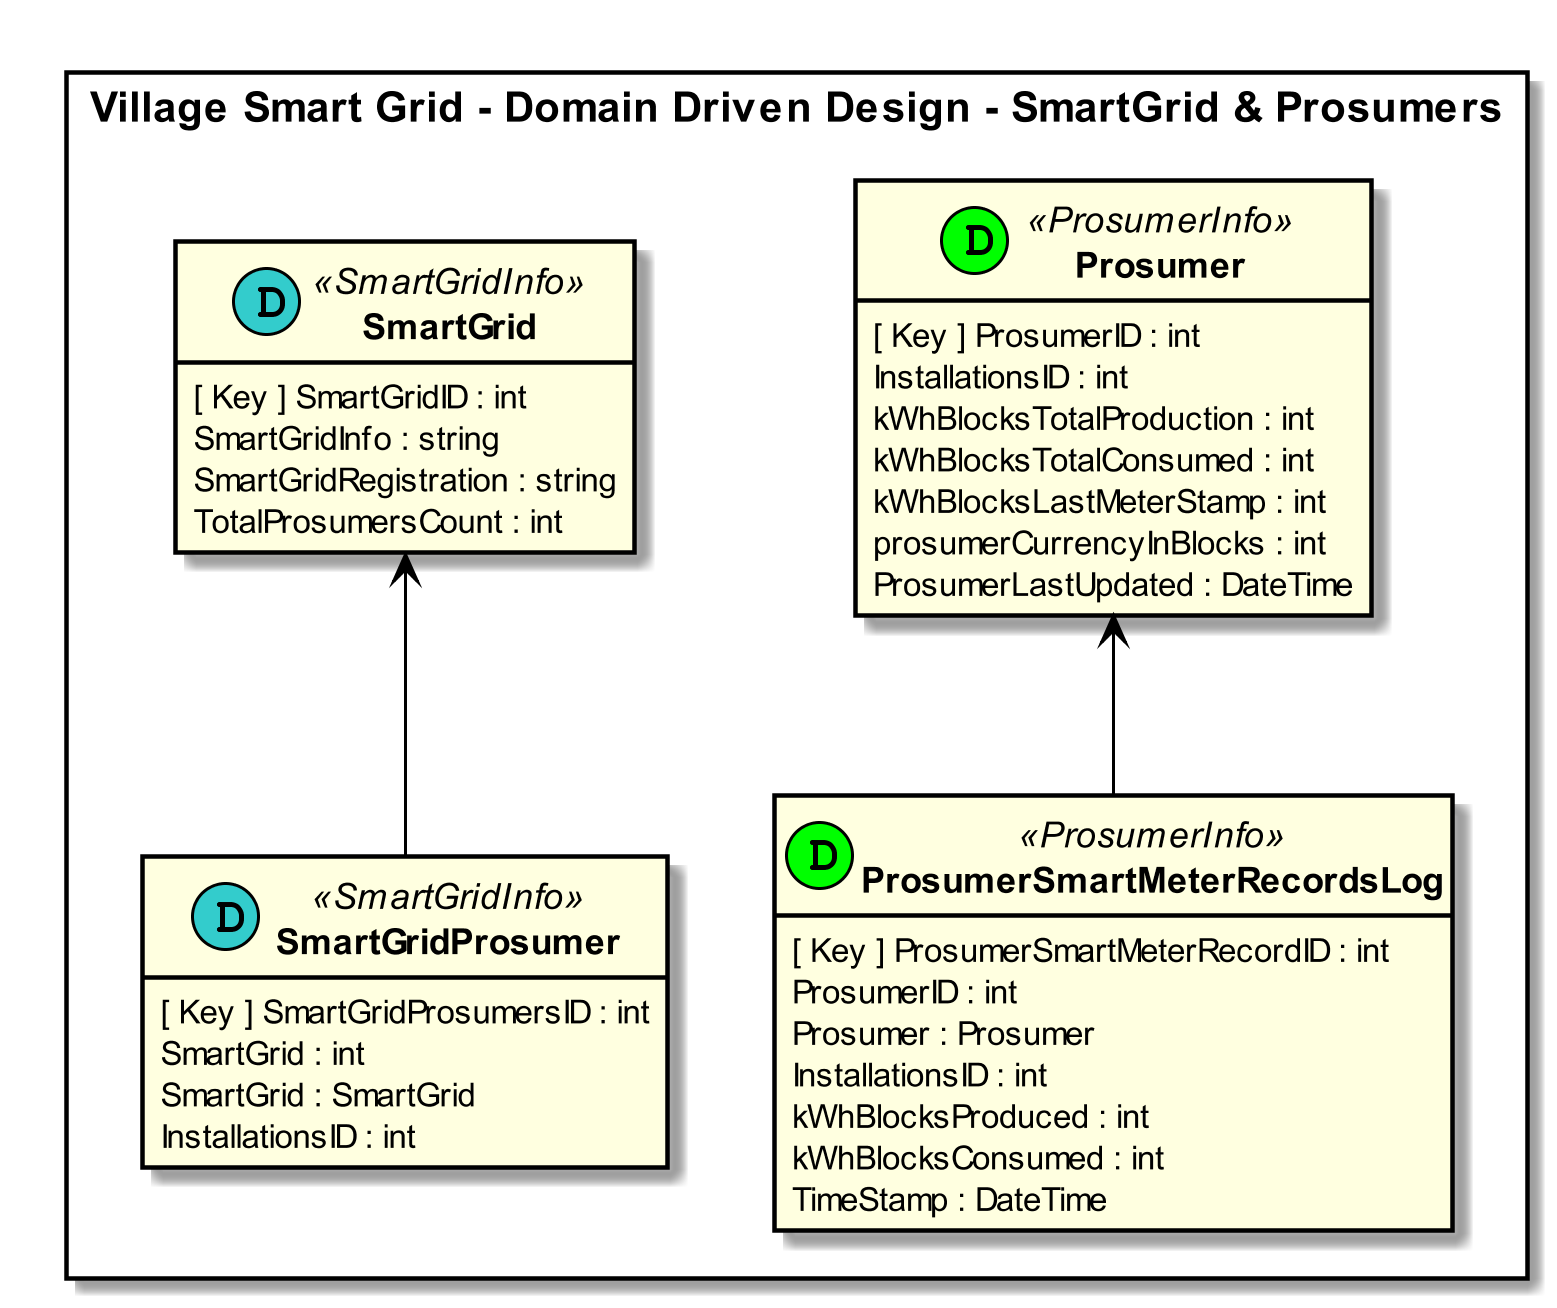 Village Smart Grid - Domain Driven Design - SmartGrid & Prosumers
D
«SmartGridInfo»
SmartGrid
[ Key ] SmartGridID : int
SmartGridInfo : string
SmartGridRegistration : string
TotalProsumersCount : int
D
«ProsumerInfo»
Prosumer
[ Key ] ProsumerID : int
InstallationsID : int
kWhBlocksTotalProduction : int
kWhBlocksTotalConsumed : int
kWhBlocksLastMeterStamp : int
prosumerCurrencyInBlocks : int
ProsumerLastUpdated : DateTime
D
«SmartGridInfo»
SmartGridProsumer
[ Key ] SmartGridProsumersID : int
SmartGrid : int
SmartGrid : SmartGrid
InstallationsID : int
D
«ProsumerInfo»
ProsumerSmartMeterRecordsLog
[ Key ] ProsumerSmartMeterRecordID : int
ProsumerID : int
Prosumer : Prosumer
InstallationsID : int
kWhBlocksProduced : int
kWhBlocksConsumed : int
TimeStamp : DateTime